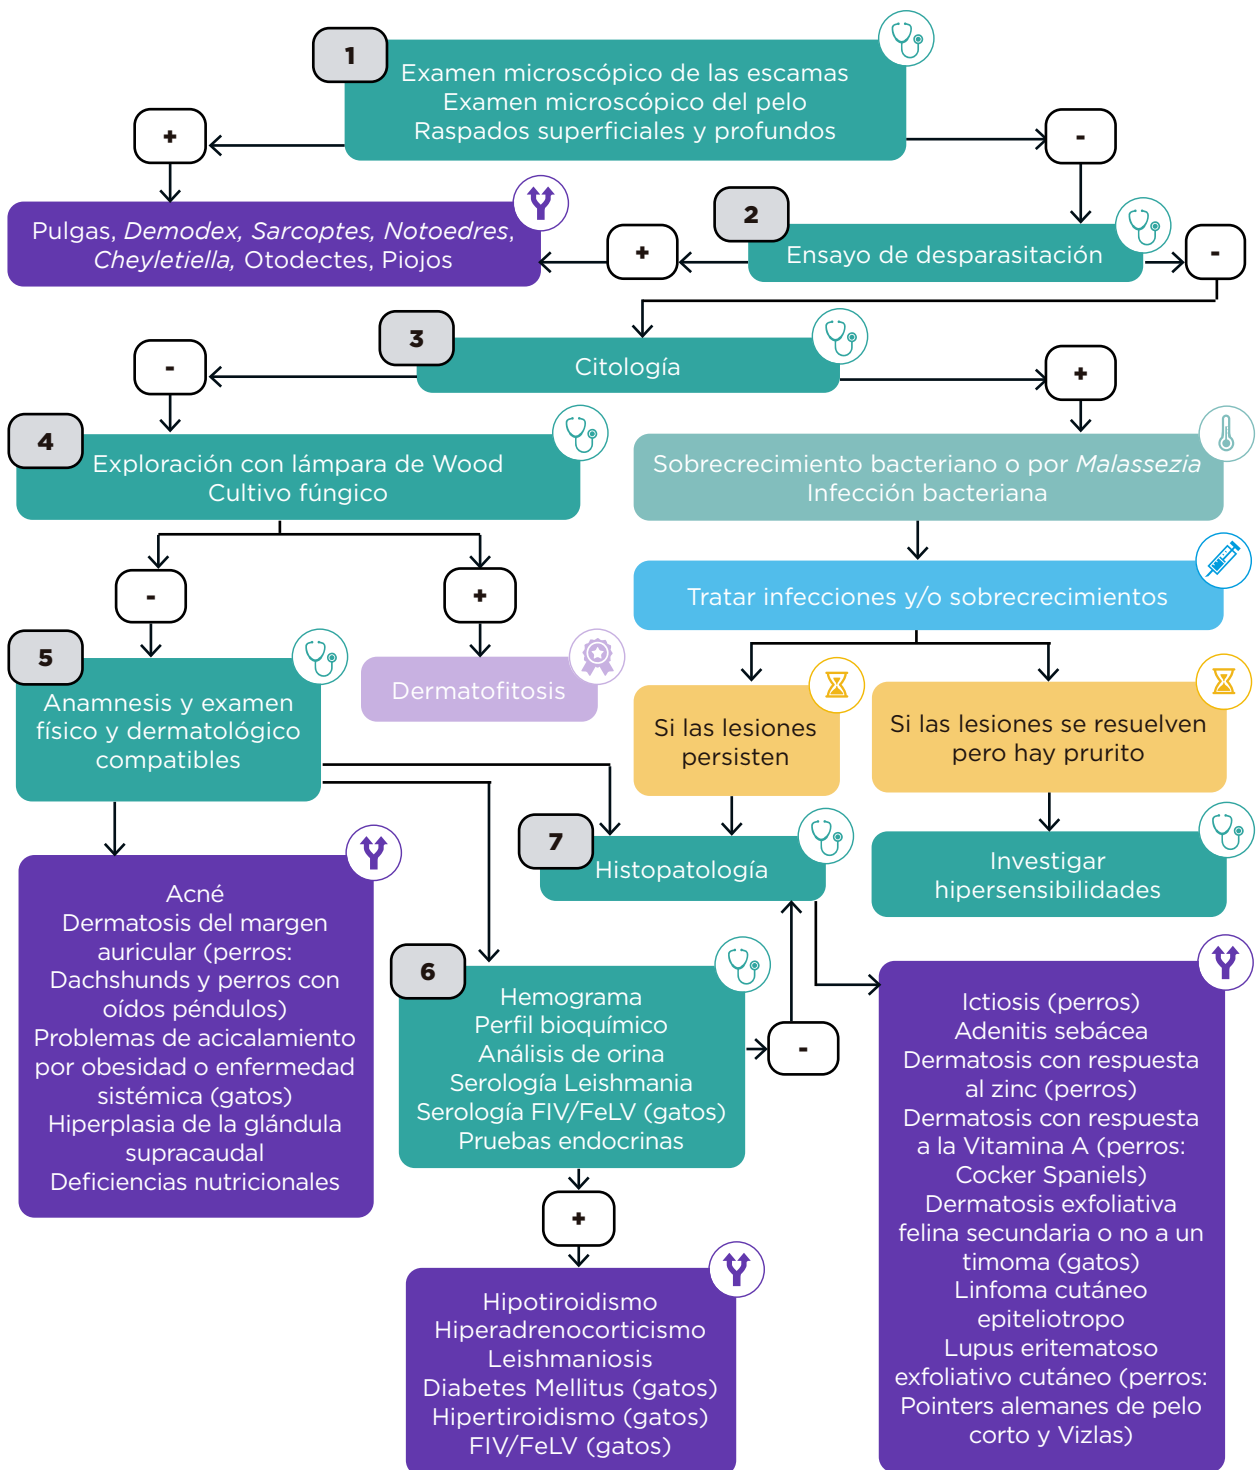 1
Examen microscópico de las escamas
Examen microscópico del pelo
Raspados superficiales y profundos
+
-
Pulgas, Demodex, Sarcoptes, Notoedres,
Cheyletiella, Otodectes, Piojos
+
2
Ensayo de desparasitación
-
3
Citología
-
+
4
Exploración con lámpara de Wood
Cultivo fúngico
Sobrecrecimiento bacteriano o por Malassezia
Infección bacteriana
-
+
Tratar infecciones y/o sobrecrecimientos
5
Anamnesis y examen
físico y dermatológico
compatibles
Dermatofitosis
Si las lesiones
persisten
Si las lesiones se resuelven
pero hay prurito
7
Histopatología
Investigar
hipersensibilidades
Acné
Dermatosis del margen
auricular (perros:
Dachshunds y perros con
oídos péndulos)
Problemas de acicalamiento
por obesidad o enfermedad
sistémica (gatos)
Hiperplasia de la glándula
supracaudal
Deficiencias nutricionales
6
Hemograma
Perfil bioquímico
Análisis de orina
Serología Leishmania
Serología FIV/FeLV (gatos)
Pruebas endocrinas
-
+
Ictiosis (perros)
Adenitis sebácea
Dermatosis con respuesta
al zinc (perros)
Dermatosis con respuesta
a la Vitamina A (perros:
Cocker Spaniels)
Dermatosis exfoliativa
felina secundaria o no a un
timoma (gatos)
Linfoma cutáneo
epiteliotropo
Lupus eritematoso
exfoliativo cutáneo (perros:
Pointers alemanes de pelo
corto y Vizlas)
Hipotiroidismo
Hiperadrenocorticismo
Leishmaniosis
Diabetes Mellitus (gatos)
Hipertiroidismo (gatos)
FIV/FeLV (gatos)